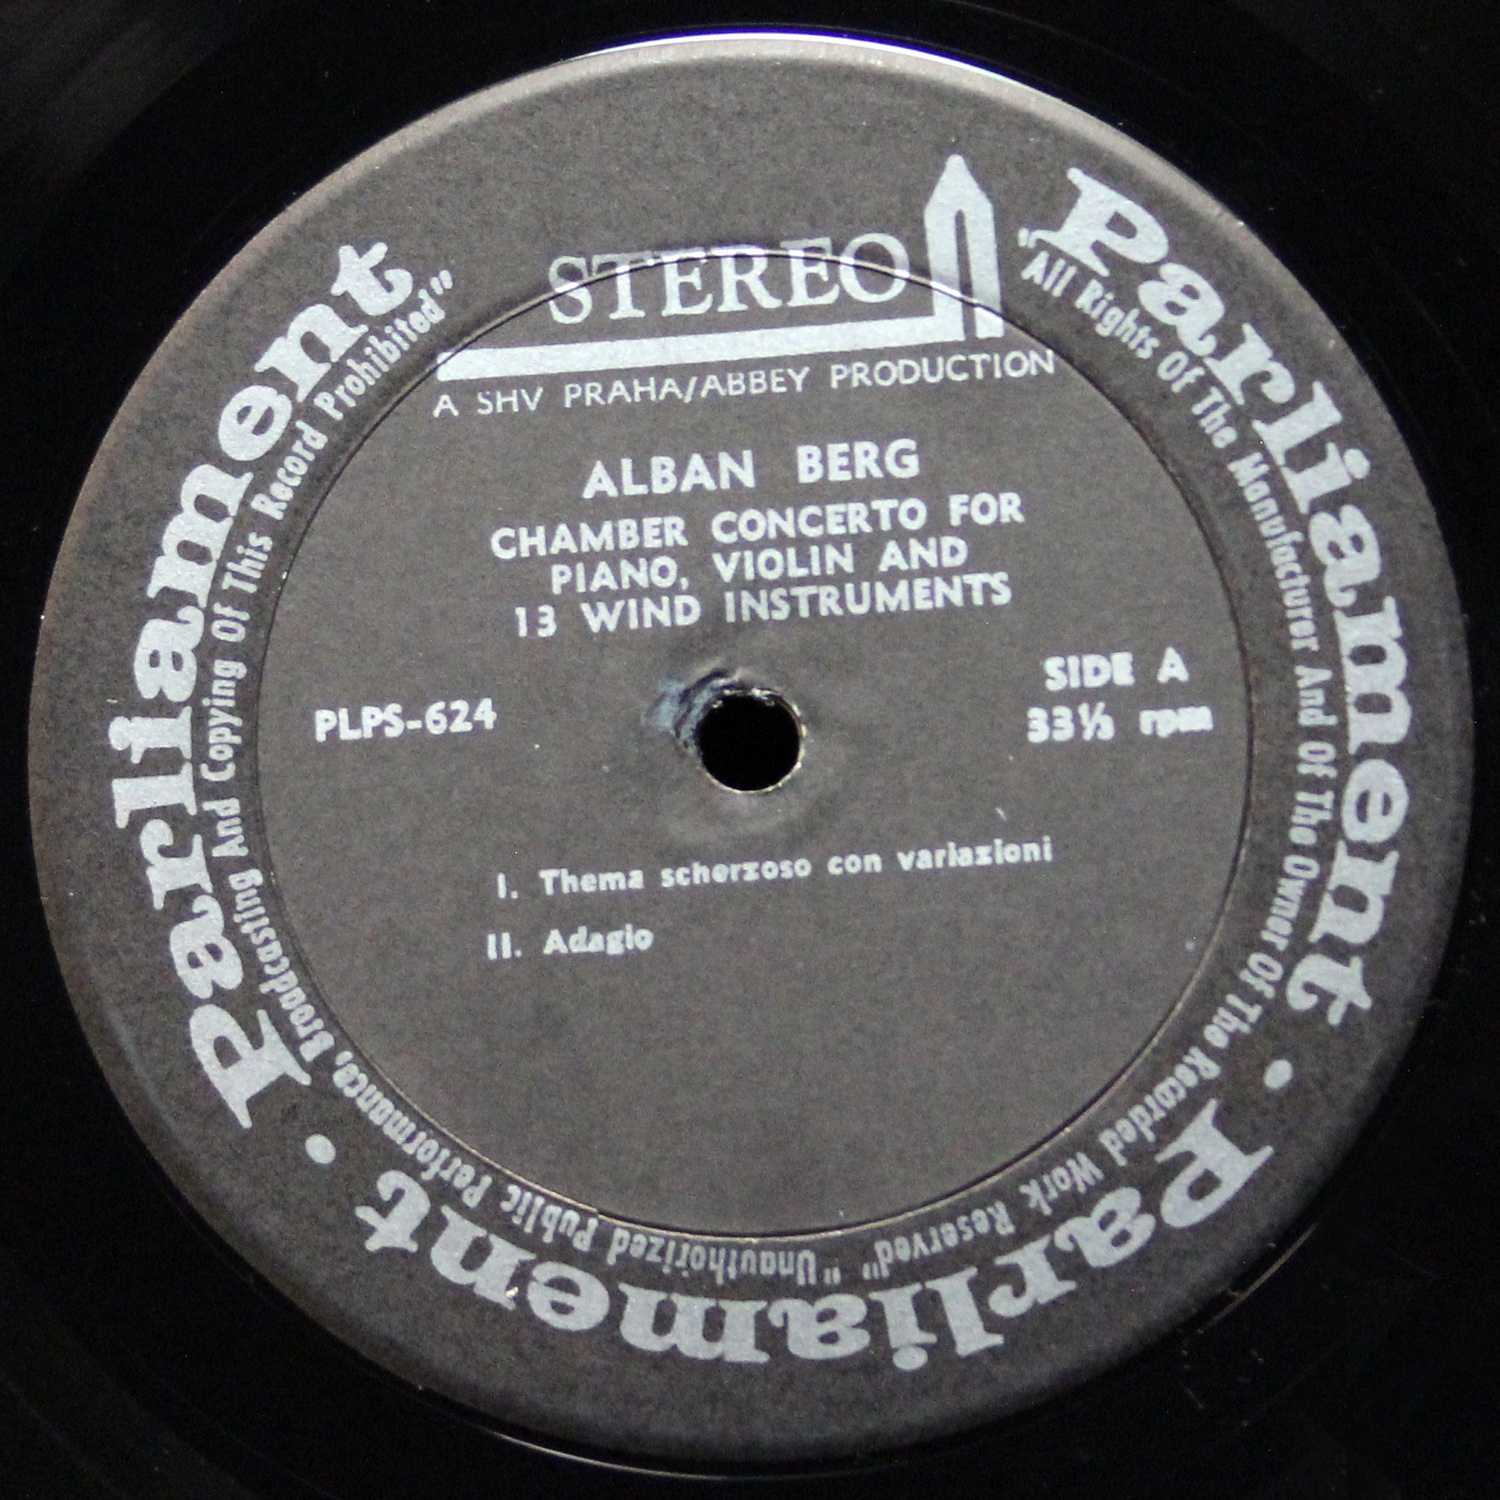 STEREO
A SHV PRAHA/ABBEY PRODUCTION
ALBAN BERG
CHAMBER CONCERTO FOR
PIANO, VIOLIN AND
13 WIND INSTRUMENTS
SIDE A
PLPS-624
33⅓ rpm
I. Thema scherzoso con variazioni
II. Adagio
Parliament • Parliament • Parliament
"All Rights Of The Manufacturer And Of The Owner Of The Recorded Work Reserved" "Unauthorized Public Performance, Broadcasting And Copying Of This Record Prohibited"